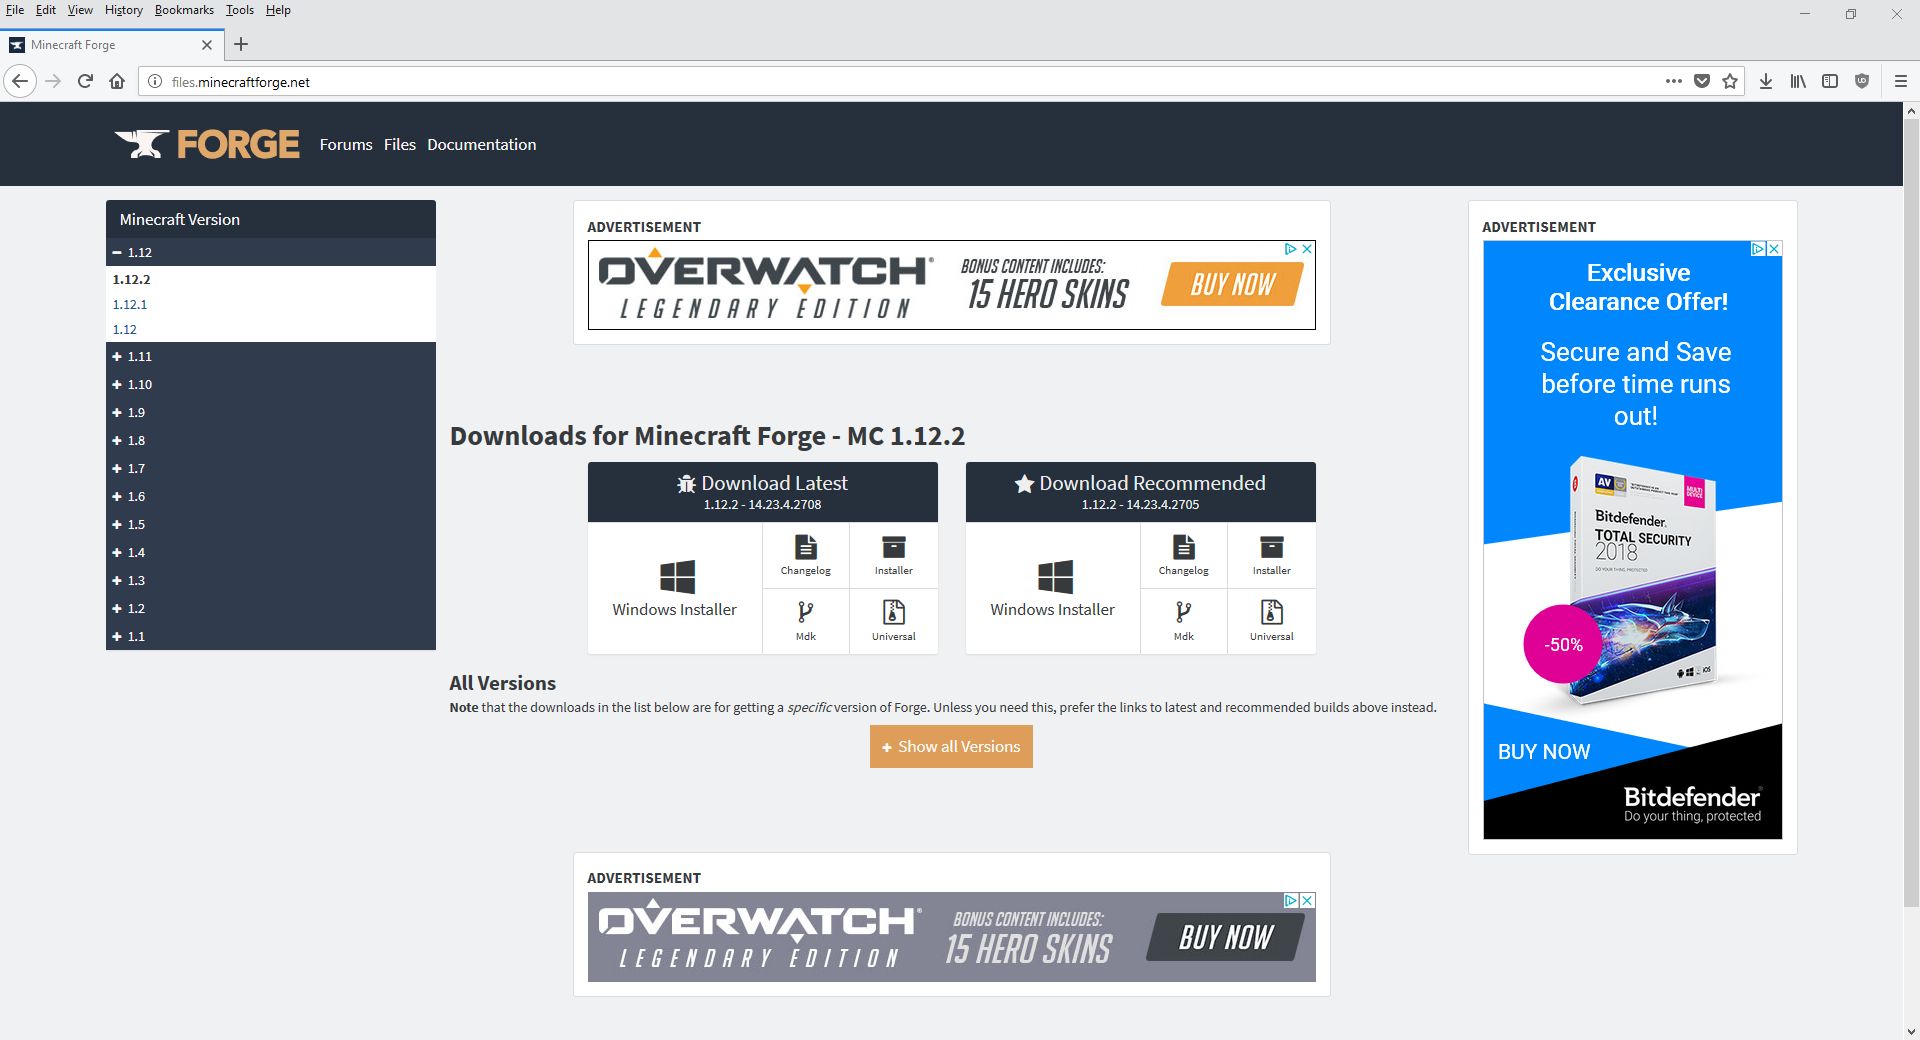 File Edit View History Bookmarks Tools Help
Minecraft Forge
files.minecraftforge.net
FORGE Forums Files Documentation
Minecraft Version
1.12
1.12.2
1.12.1
1.12
1.11
1.10
1.9
1.8
1.7
1.6
1.5
1.4
1.3
1.2
1.1
ADVERTISEMENT
OVERWATCH®
LEGENDARY EDITION
BONUS CONTENT INCLUDES:
15 HERO SKINS
BUY NOW
Downloads for Minecraft Forge - MC 1.12.2
Download Latest
1.12.2 - 14.23.4.2708
Windows Installer
Changelog
Installer
Mdk
Universal
Download Recommended
1.12.2 - 14.23.4.2705
Windows Installer
Changelog
Installer
Mdk
Universal
All Versions
Note that the downloads in the list below are for getting a specific version of Forge. Unless you need this, prefer the links to latest and recommended builds above instead.
+ Show all Versions
ADVERTISEMENT
OVERWATCH®
LEGENDARY EDITION
BONUS CONTENT INCLUDES:
15 HERO SKINS
BUY NOW
ADVERTISEMENT
Exclusive
Clearance Offer!
Secure and Save
before time runs
out!
AV
MULTI
DEVICE
Bitdefender
TOTAL SECURITY
2018
DO YOUR THING, PROTECTED
-50%
iOS
BUY NOW
Bitdefender
Do your thing, protected